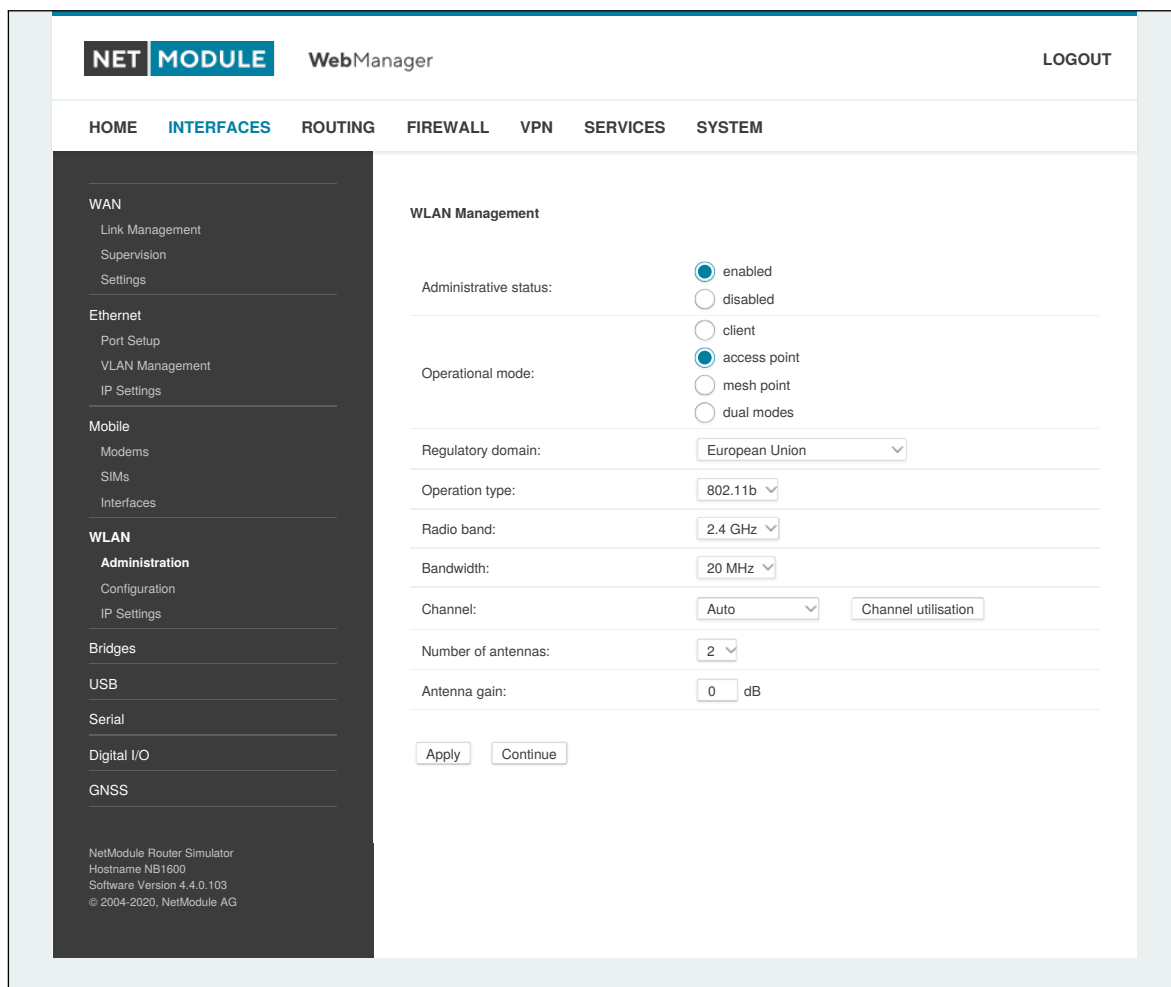 NET MODULE WebManager LOGOUT
HOME INTERFACES ROUTING FIREWALL VPN SERVICES SYSTEM
WAN
Link Management
Supervision
Settings
Ethernet
Port Setup
VLAN Management
IP Settings
Mobile
Modems
SIMs
Interfaces
WLAN
Administration
Configuration
IP Settings
Bridges
USB
Serial
Digital I/O
GNSS
NetModule Router Simulator
Hostname NB1600
Software Version 4.4.0.103
© 2004-2020, NetModule AG
WLAN Management
Administrative status:
enabled
disabled
Operational mode:
client
access point
mesh point
dual modes
Regulatory domain: European Union
Operation type: 802.11b
Radio band: 2.4 GHz
Bandwidth: 20 MHz
Channel: Auto Channel utilisation
Number of antennas: 2
Antenna gain: 0 dB
Apply Continue